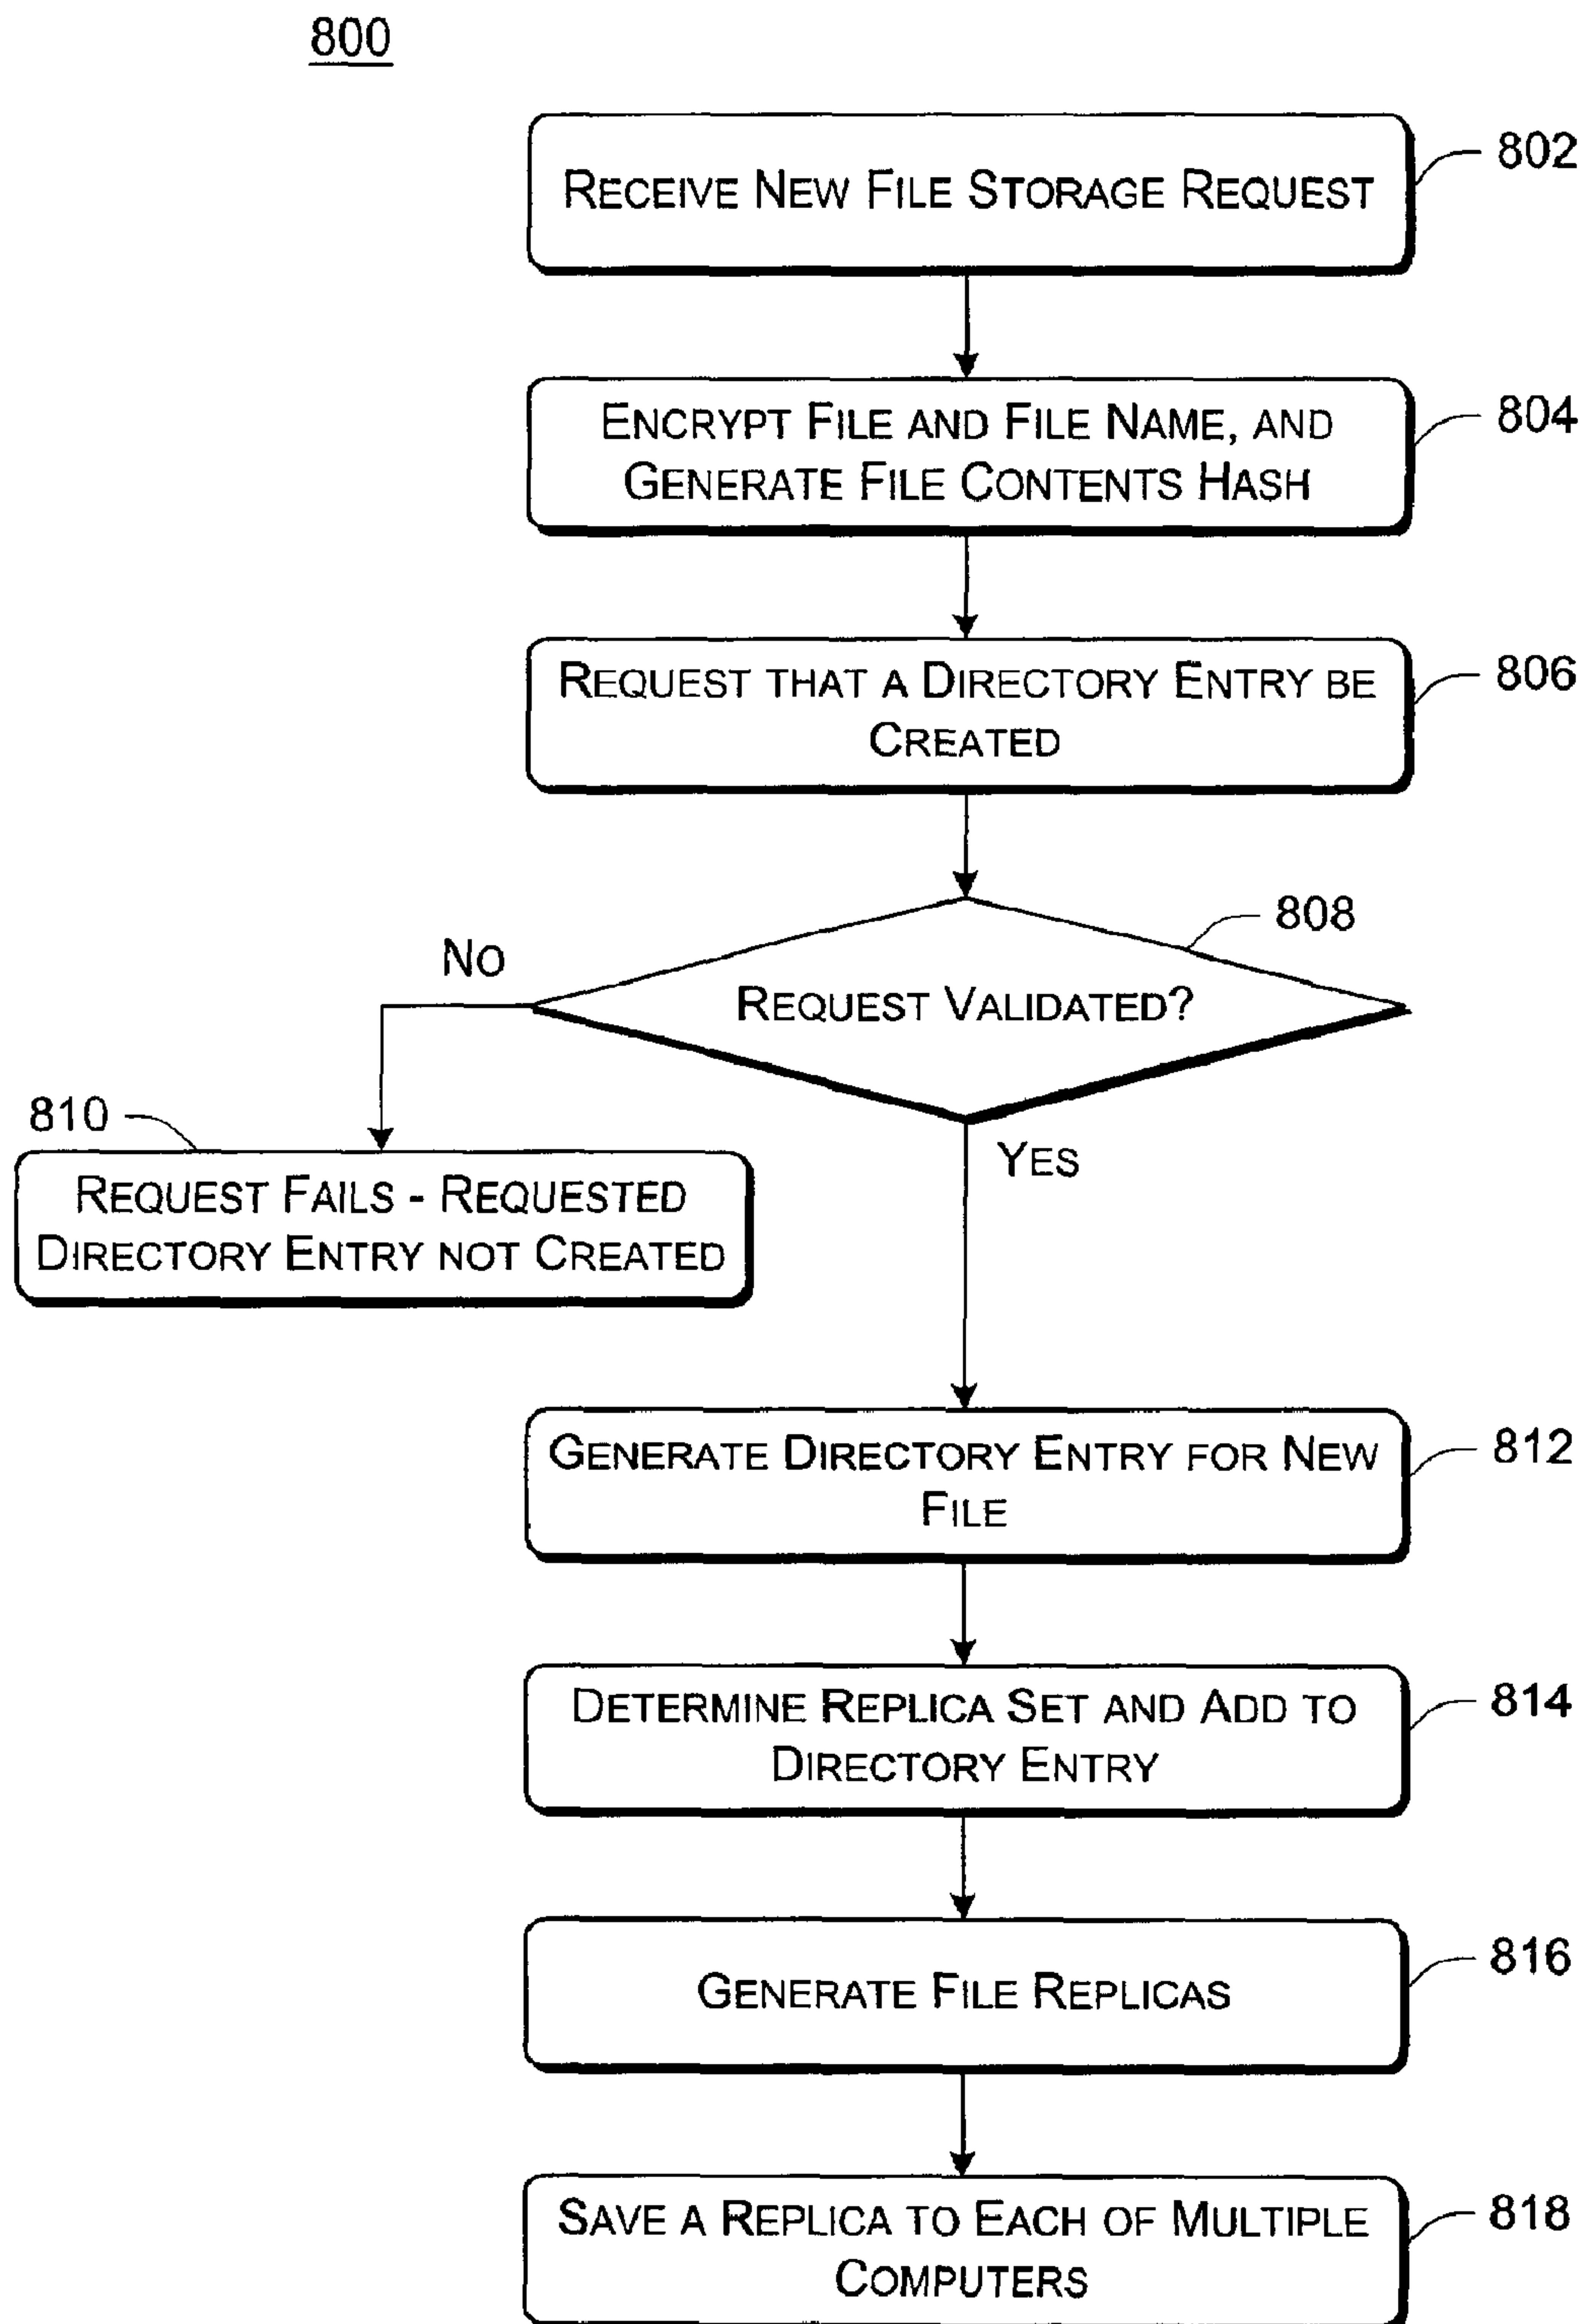 800
RECEIVE NEW FILE STORAGE REQUEST
802
ENCRYPT FILE AND FILE NAME, AND
GENERATE FILE CONTENTS HASH
804
REQUEST THAT A DIRECTORY ENTRY BE
CREATED
806
808
NO
REQUEST VALIDATED?
810
YES
REQUEST FAILS - REQUESTED
DIRECTORY ENTRY NOT CREATED
GENERATE DIRECTORY ENTRY FOR NEW
FILE
812
DETERMINE REPLICA SET AND ADD TO
DIRECTORY ENTRY
814
GENERATE FILE REPLICAS
816
SAVE A REPLICA TO EACH OF MULTIPLE
COMPUTERS
818